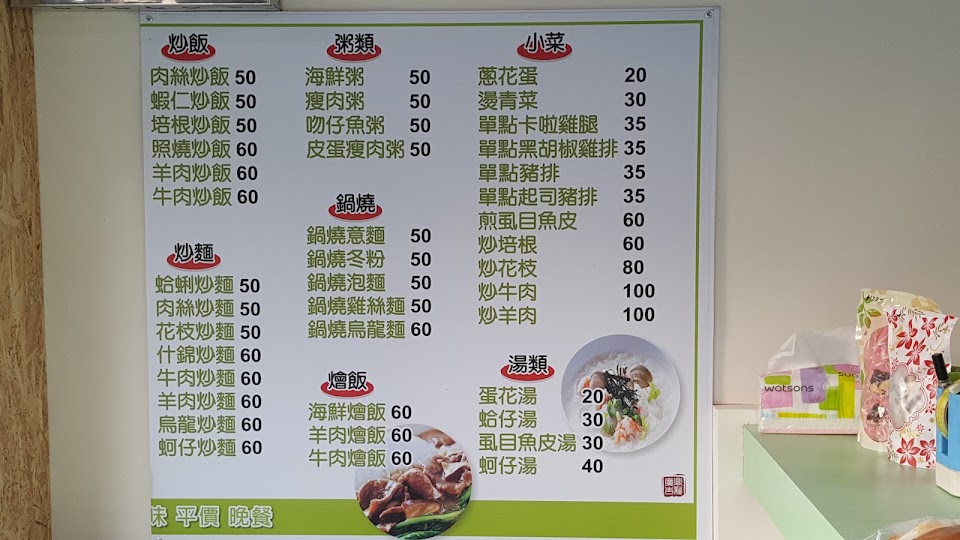 炒飯
肉絲炒飯 50
蝦仁炒飯 50
培根炒飯 50
照燒炒飯 60
羊肉炒飯 60
牛肉炒飯 60
炒麵
蛤蜊炒麵 50
肉絲炒麵 50
花枝炒麵 50
什錦炒麵 60
牛肉炒麵 60
羊肉炒麵 60
烏龍炒麵 60
蚵仔炒麵 60
粥類
海鮮粥 50
瘦肉粥 50
吻仔魚粥 50
皮蛋瘦肉粥 50
鍋燒
鍋燒意麵 50
鍋燒冬粉 50
鍋燒泡麵 50
鍋燒雞絲麵 50
鍋燒烏龍麵 60
燴飯
海鮮燴飯 60
羊肉燴飯 60
牛肉燴飯 60
小菜
蔥花蛋 20
燙青菜 30
單點卡啦雞腿 35
單點黑胡椒雞排 35
單點豬排 35
單點起司豬排 35
煎虱目魚皮 60
炒培根 60
炒花枝 80
炒牛肉 100
炒羊肉 100
湯類
蛋花湯 20
蛤仔湯 30
虱目魚皮湯 30
蚵仔湯 40
味 平價 晚餐
watsons